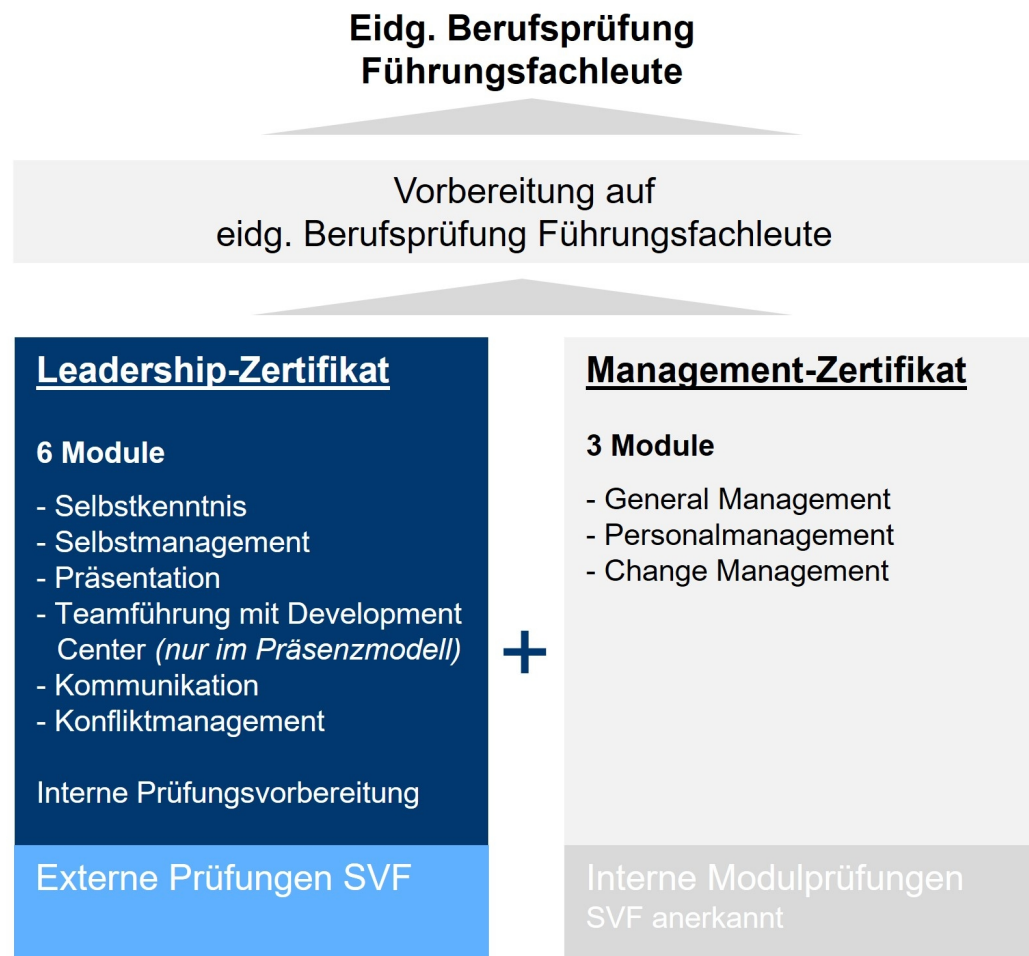 Eidg. Berufsprüfung
Führungsfachleute
Vorbereitung auf
eidg. Berufsprüfung Führungsfachleute
Leadership-Zertifikat
6 Module
- Selbstkenntnis
- Selbstmanagement
- Präsentation
- Teamführung mit Development
Center (nur im Präsenzmodell)
- Kommunikation
- Konfliktmanagement
Interne Prüfungsvorbereitung
Externe Prüfungen SVF
+
Management-Zertifikat
3 Module
- General Management
- Personalmanagement
- Change Management
Interne Modulprüfungen
SVF anerkannt